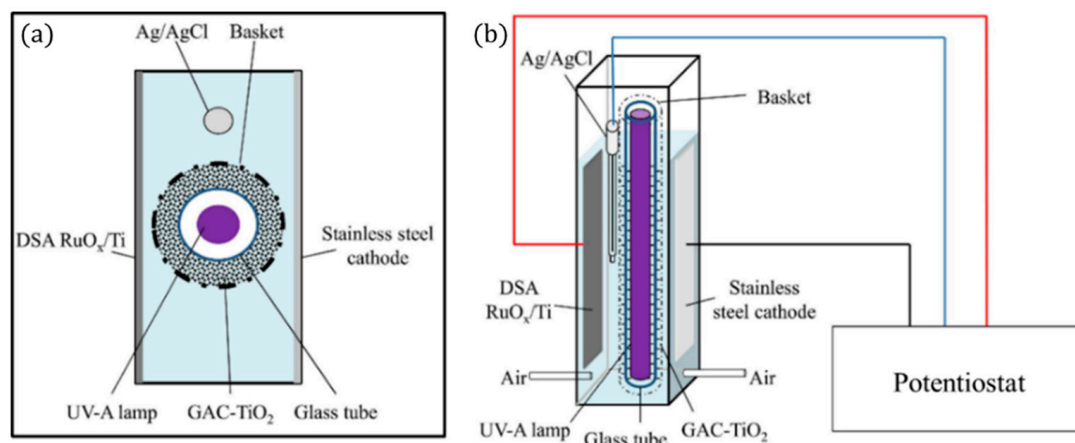 (a)
Ag/AgCl
Basket
DSA RuOₓ/Ti
Stainless steel
cathode
UV-A lamp
GAC-TiO₂
Glass tube
(b)
Ag/AgCl
Basket
DSA
RuOₓ/Ti
Stainless
steel cathode
Air
Air
Potentiostat
UV-A lamp
Glass tube
GAC-TiO₂